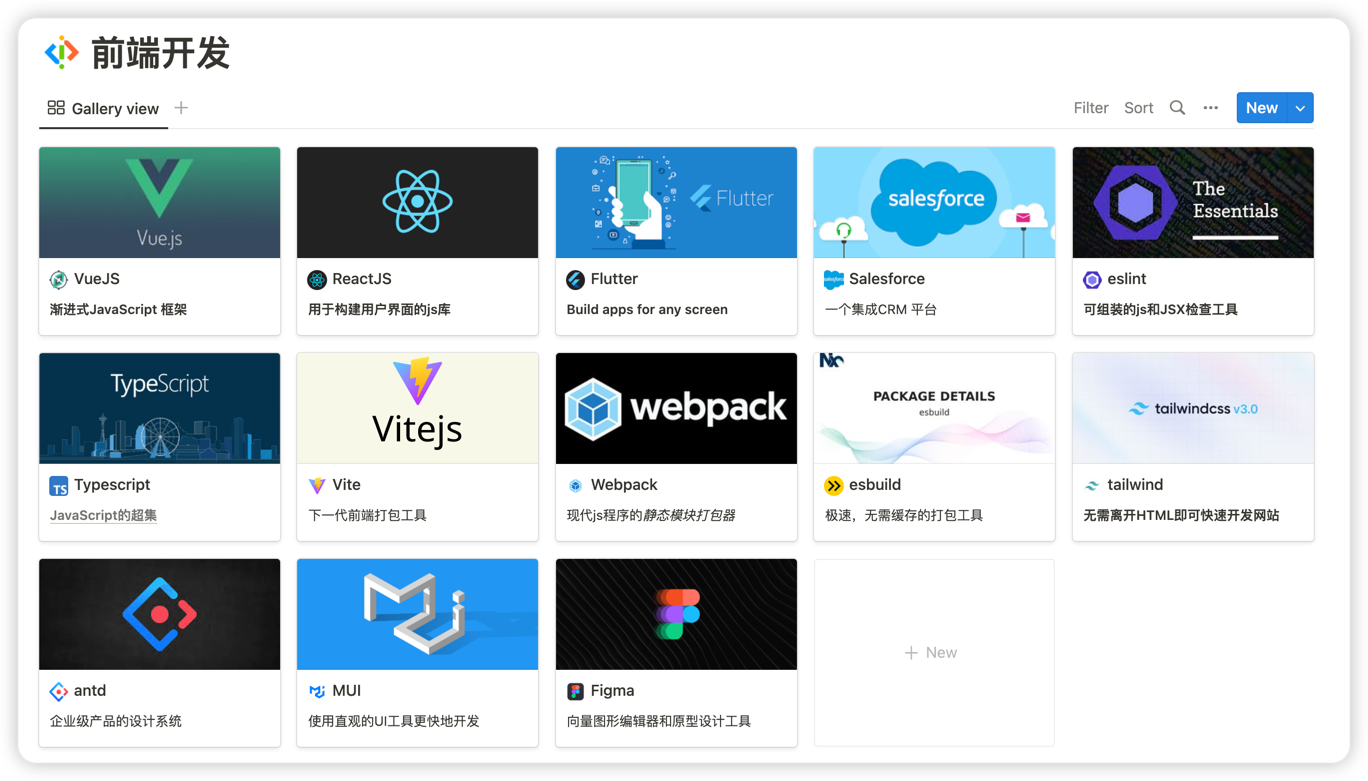 前端开发
Gallery view
Filter Sort New
Vue.js
Flutter
salesforce
The
Essentials
VueJS
ReactJS
Flutter
Salesforce
eslint
渐进式JavaScript 框架
用于构建用户界面的js库
Build apps for any screen
一个集成CRM 平台
可组装的js和JSX检查工具
TypeScript
Vitejs
webpack
Nx
PACKAGE DETAILS
esbuild
tailwindcss v3.0
TS Typescript
Vite
Webpack
esbuild
tailwind
JavaScript的超集
下一代前端打包工具
现代js程序的静态模块打包器
极速，无需缓存的打包工具
无需离开HTML即可快速开发网站
antd
MUI
Figma
New
企业级产品的设计系统
使用直观的UI工具更快地开发
向量图形编辑器和原型设计工具